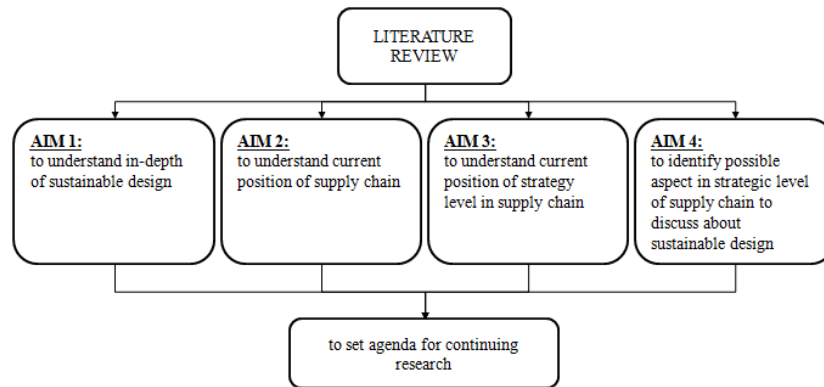 LITERATURE
REVIEW
AIM 1:
to understand in-depth
of sustainable design
AIM 2:
to understand current
position of supply chain
AIM 3:
to understand current
position of strategy
level in supply chain
AIM 4:
to identify possible
aspect in strategic level
of supply chain to
discuss about
sustainable design
to set agenda for continuing
research